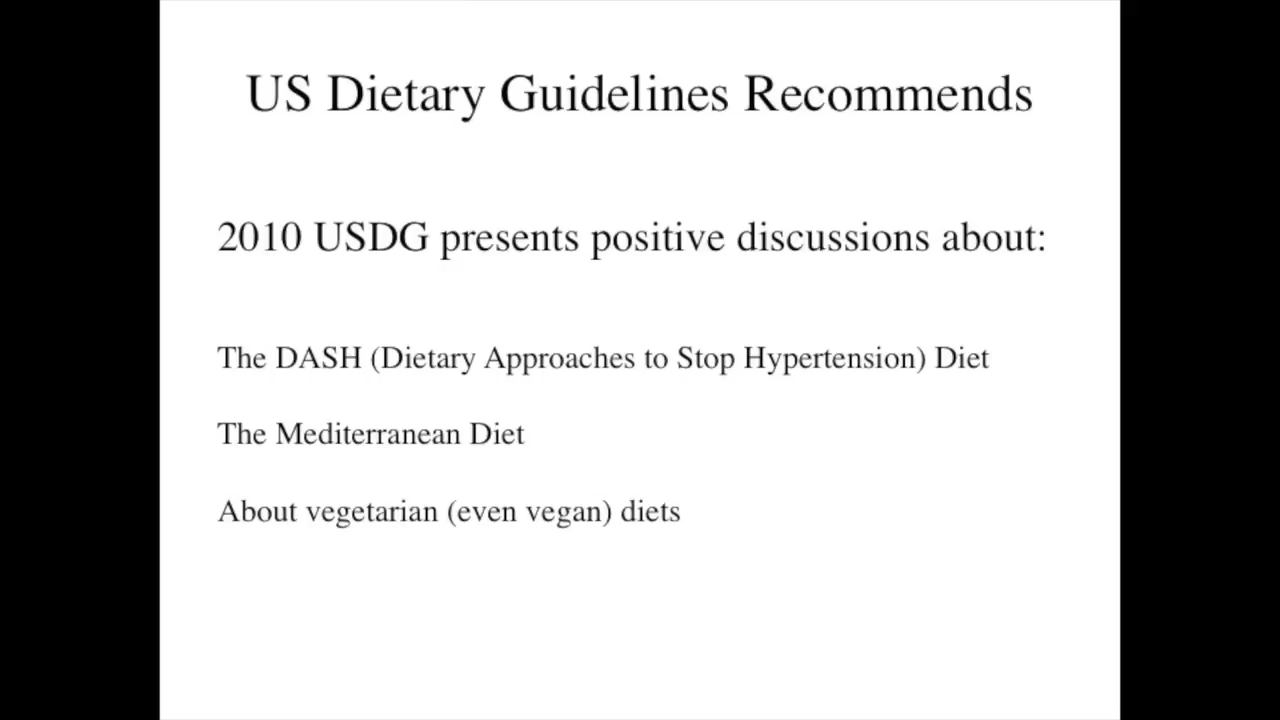 US Dietary Guidelines Recommends
2010 USDG presents positive discussions about:
The DASH (Dietary Approaches to Stop Hypertension) Diet
The Mediterranean Diet
About vegetarian (even vegan) diets